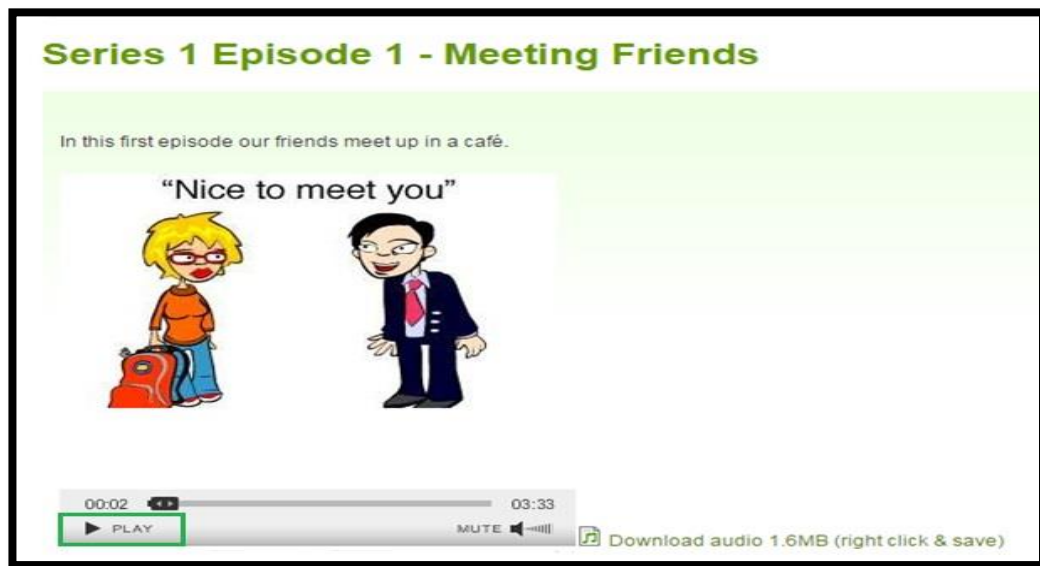 Series 1 Episode 1 - Meeting Friends
In this first episode our friends meet up in a café.
“Nice to meet you”
00:02 03:33
PLAY MUTE
Download audio 1.6MB (right click & save)